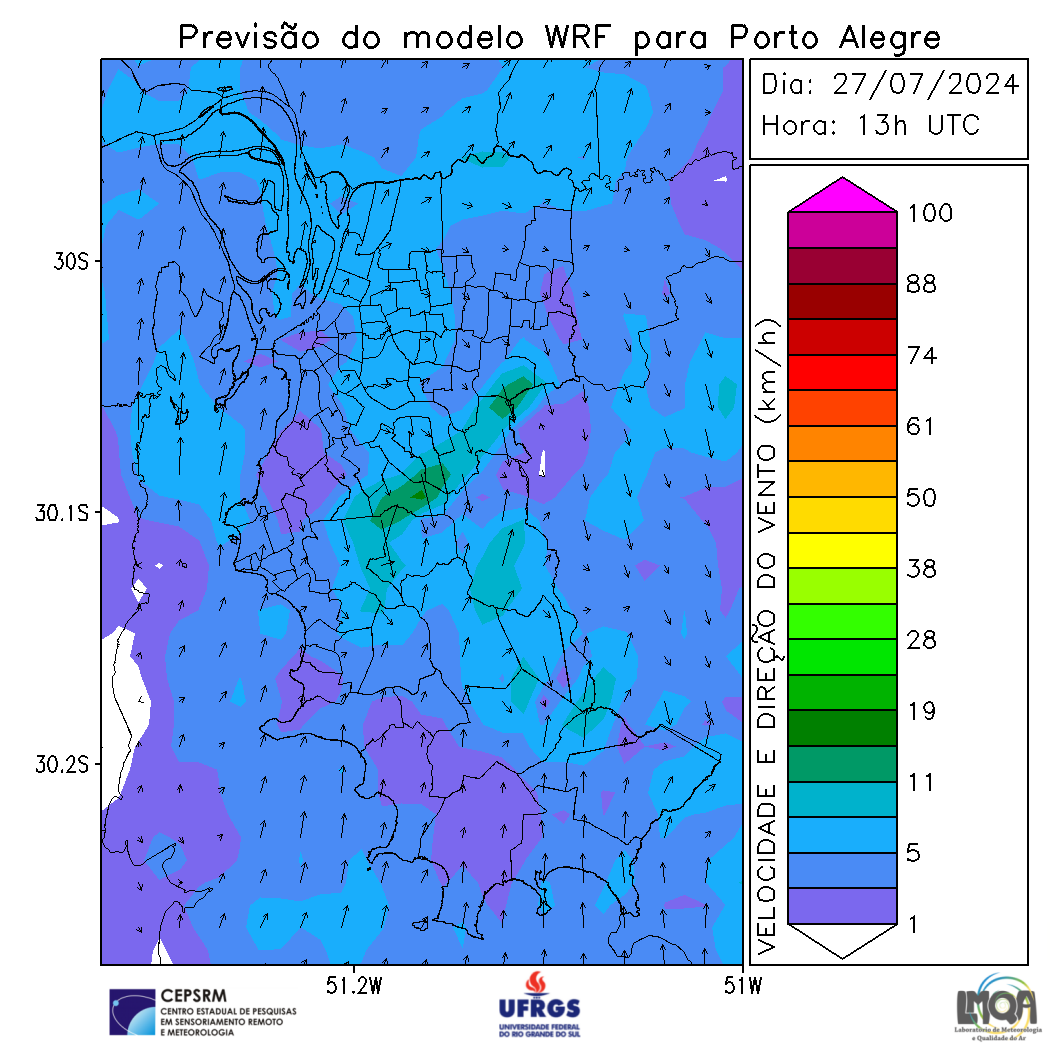 Previsão do modelo WRF para Porto Alegre
Dia: 27/07/2024
Hora: 13h UTC
30S
30.1S
30.2S
51.2W
51W
VELOCIDADE E DIREÇÃO DO VENTO (km/h)
100
88
74
61
50
38
28
19
11
5
1
CEPSRM
CENTRO ESTADUAL DE PESQUISAS
EM SENSORIAMENTO REMOTO
E METEOROLOGIA
UFRGS
UNIVERSIDADE FEDERAL
DO RIO GRANDE DO SUL
LMQA
Laboratório de Meteorologia
e Qualidade do Ar